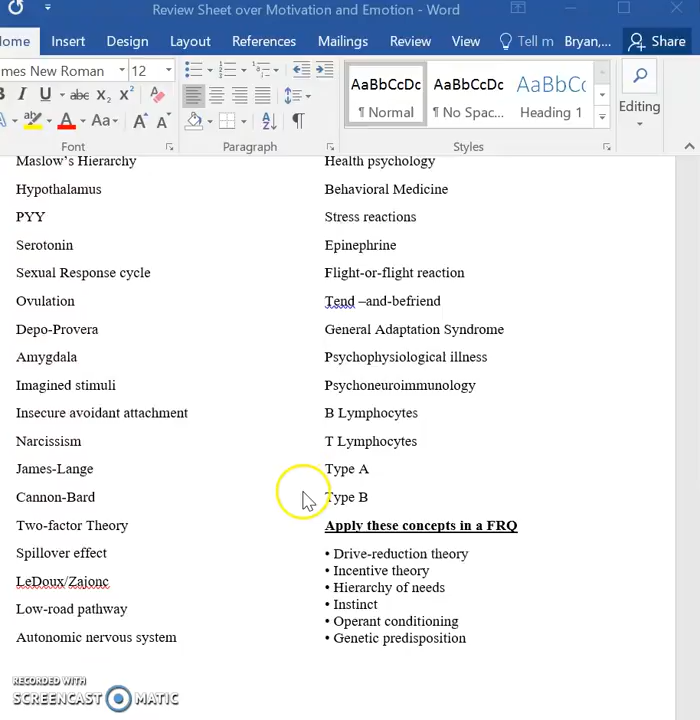 Review Sheet over Motivation and Emotion - Word
ome
Insert
Design
Layout
References
Mailings
Review
View
Tell m
Bryan,...
Share
mes New Roman
12
B I U abc X₂ X²
A
Aa
AaBbCcDc
AaBbCcDc
AaBbCc
¶ Normal
¶ No Spac...
Heading 1
Editing
Font
Paragraph
Styles
Maslow's Hierarchy
Hypothalamus
PYY
Serotonin
Sexual Response cycle
Ovulation
Depo-Provera
Amygdala
Imagined stimuli
Insecure avoidant attachment
Narcissism
James-Lange
Cannon-Bard
Two-factor Theory
Spillover effect
LeDoux/Zajonc
Low-road pathway
Autonomic nervous system
Health psychology
Behavioral Medicine
Stress reactions
Epinephrine
Flight-or-flight reaction
Tend –and-befriend
General Adaptation Syndrome
Psychophysiological illness
Psychoneuroimmunology
B Lymphocytes
T Lymphocytes
Type A
Type B
Apply these concepts in a FRQ
• Drive-reduction theory
• Incentive theory
• Hierarchy of needs
• Instinct
• Operant conditioning
• Genetic predisposition
RECORDED WITH
SCREENCAST MATIC